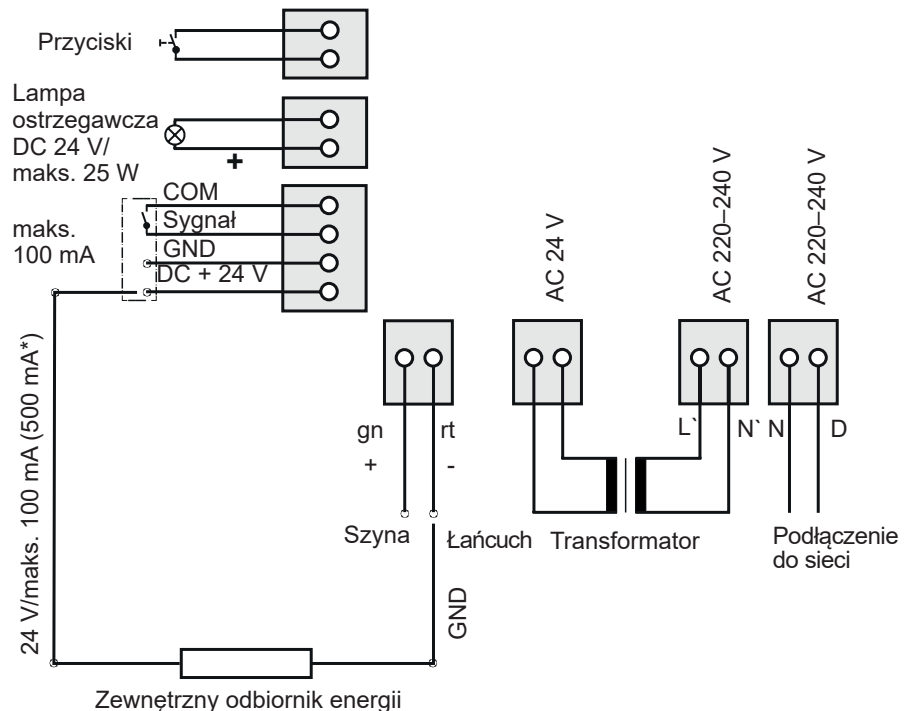 Przyciski
Lampa
ostrzegawcza
DC 24 V/
maks. 25 W
+
COM
Sygnał
GND
DC + 24 V
maks.
100 mA
24 V/maks. 100 mA (500 mA*)
AC 24 V
AC 220–240 V
AC 220–240 V
gn
rt
+
-
L`
N`
N
D
Szyna
Łańcuch
Transformator
Podłączenie
do sieci
GND
Zewnętrzny odbiornik energii